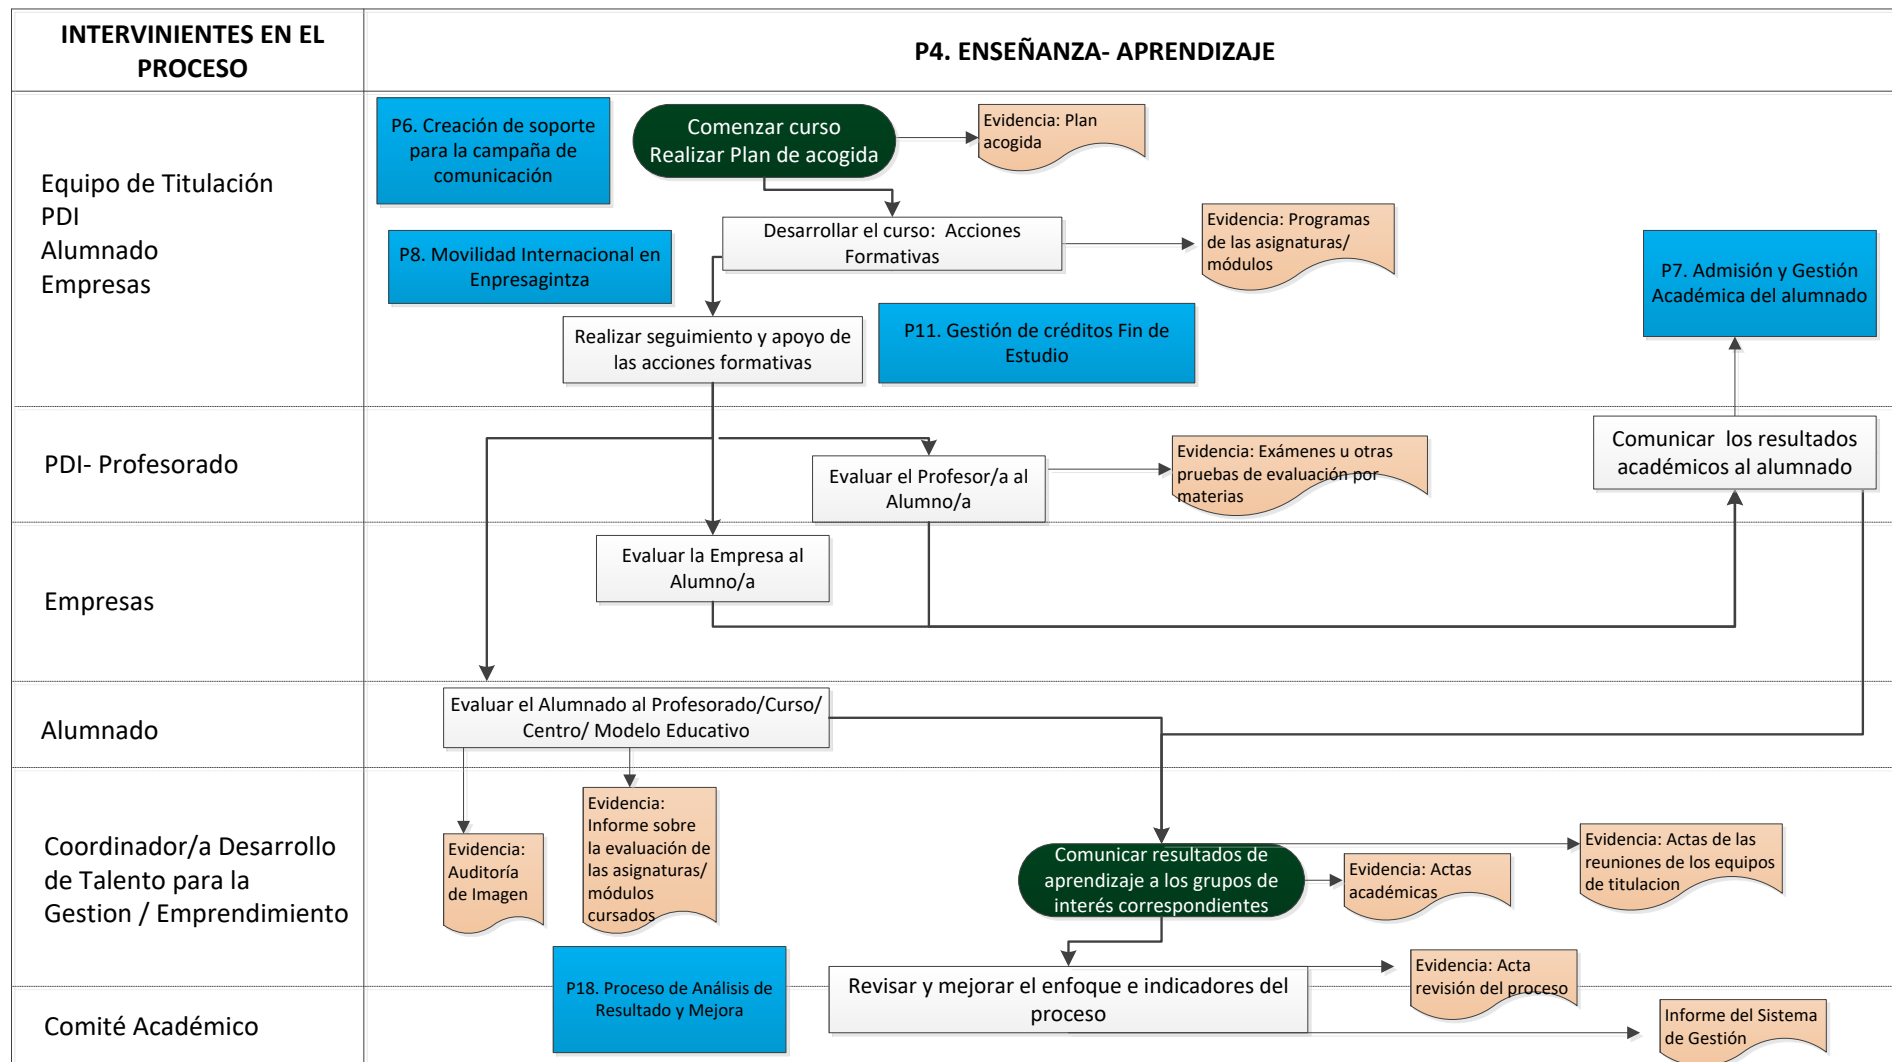 INTERVINIENTES EN EL
PROCESO
P4. ENSEÑANZA- APRENDIZAJE
Equipo de Titulación
PDI
Alumnado
Empresas
P6. Creación de soporte
para la campaña de
comunicación
Comenzar curso
Realizar Plan de acogida
Evidencia: Plan
acogida
P8. Movilidad Internacional en
Enpresagintza
Desarrollar el curso: Acciones
Formativas
Evidencia: Programas
de las asignaturas/
módulos
P7. Admisión y Gestión
Académica del alumnado
Realizar seguimiento y apoyo de
las acciones formativas
P11. Gestión de créditos Fin de
Estudio
PDI- Profesorado
Evaluar el Profesor/a al
Alumno/a
Evidencia: Exámenes u otras
pruebas de evaluación por
materias
Comunicar los resultados
académicos al alumnado
Empresas
Evaluar la Empresa al
Alumno/a
Alumnado
Evaluar el Alumnado al Profesorado/Curso/
Centro/ Modelo Educativo
Coordinador/a Desarrollo
de Talento para la
Gestion / Emprendimiento
Evidencia:
Auditoría
de Imagen
Evidencia:
Informe sobre
la evaluación de
las asignaturas/
módulos
cursados
Comunicar resultados de
aprendizaje a los grupos de
interés correspondientes
Evidencia: Actas
académicas
Evidencia: Actas de las
reuniones de los equipos
de titulacion
Comité Académico
P18. Proceso de Análisis de
Resultado y Mejora
Revisar y mejorar el enfoque e indicadores del
proceso
Evidencia: Acta
revisión del proceso
Informe del Sistema
de Gestión